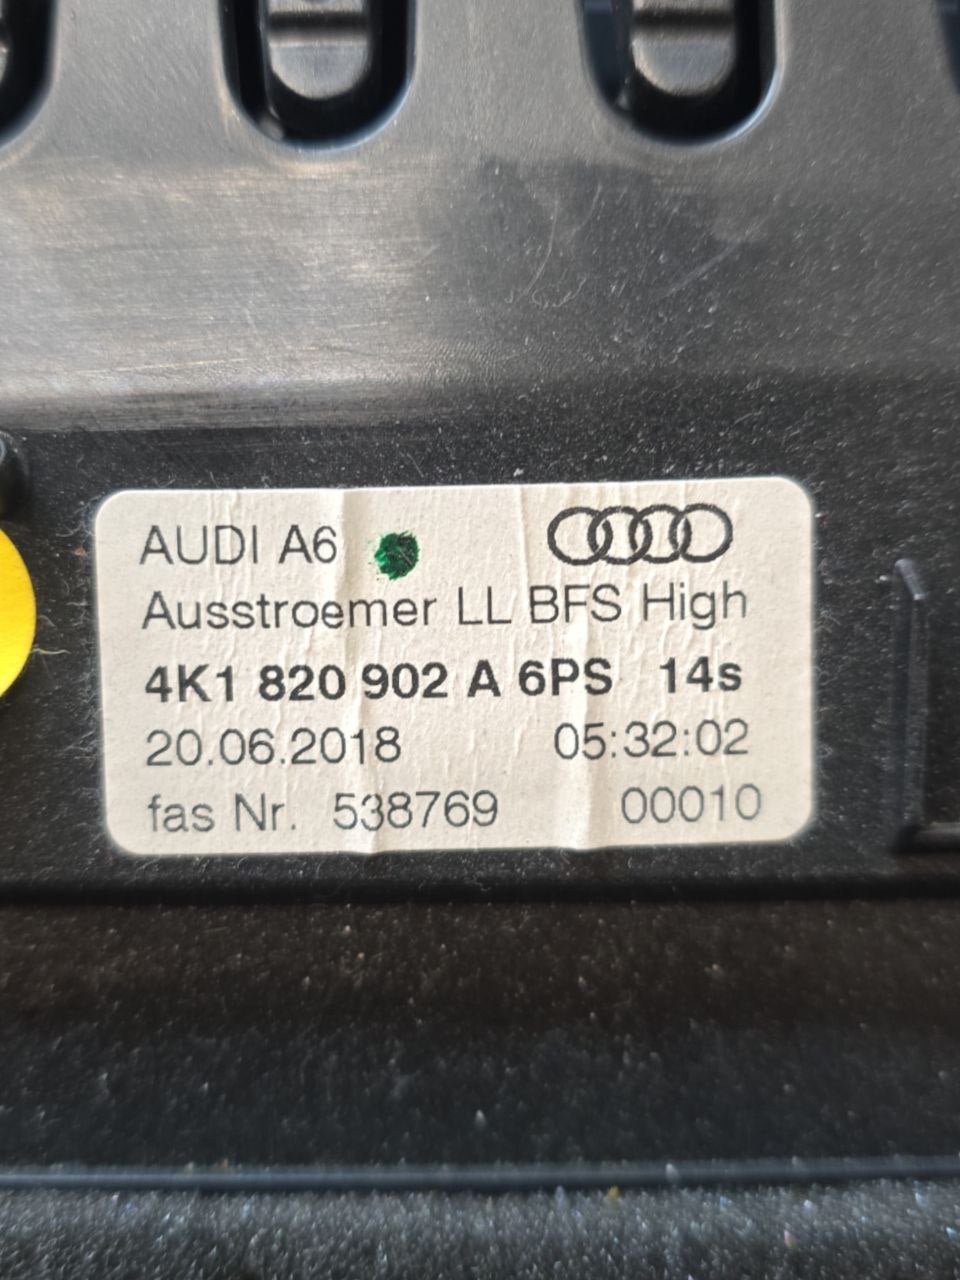 AUDI A6
Ausstroemer LL BFS High
4K1 820 902 A 6PS 14s
20.06.2018 05:32:02
fas Nr. 538769 00010